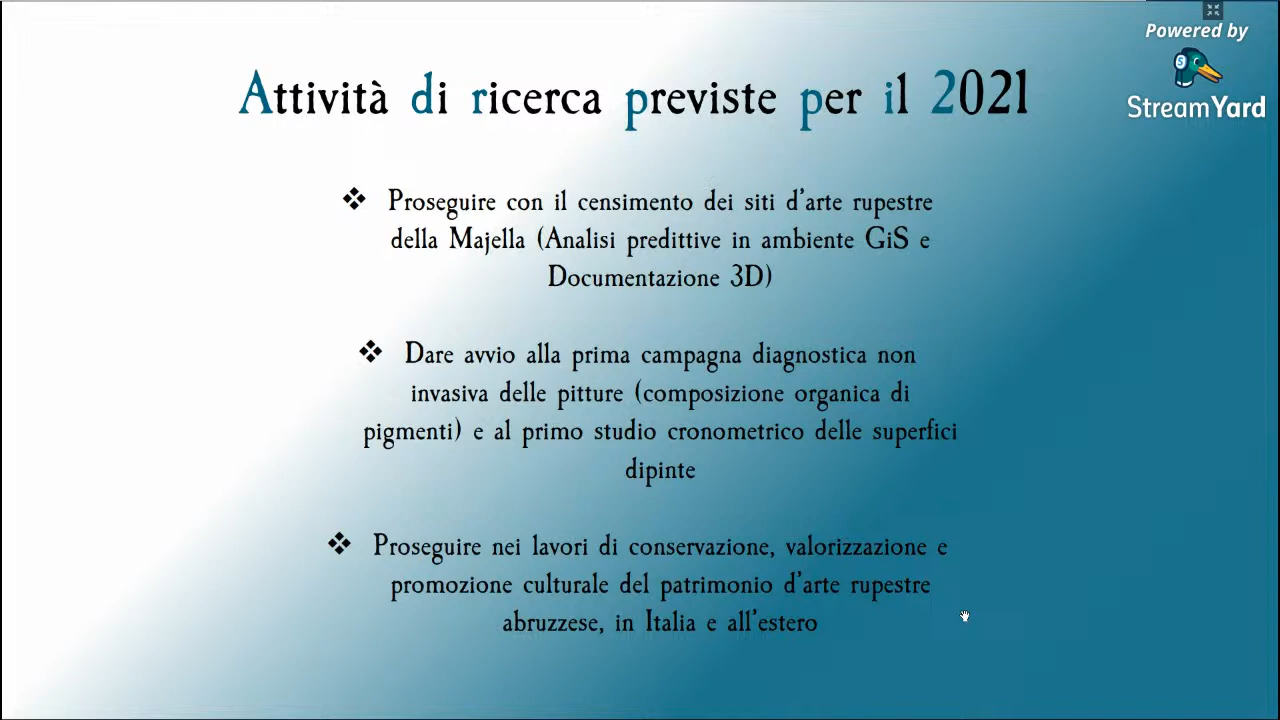 Powered by
StreamYard
Attività di ricerca previste per il 2021
❖ Proseguire con il censimento dei siti d'arte rupestre
della Majella (Analisi predittive in ambiente GiS e
Documentazione 3D)
❖ Dare avvio alla prima campagna diagnostica non
invasiva delle pitture (composizione organica di
pigmenti) e al primo studio cronometrico delle superfici
dipinte
❖ Proseguire nei lavori di conservazione, valorizzazione e
promozione culturale del patrimonio d'arte rupestre
abruzzese, in Italia e all'estero